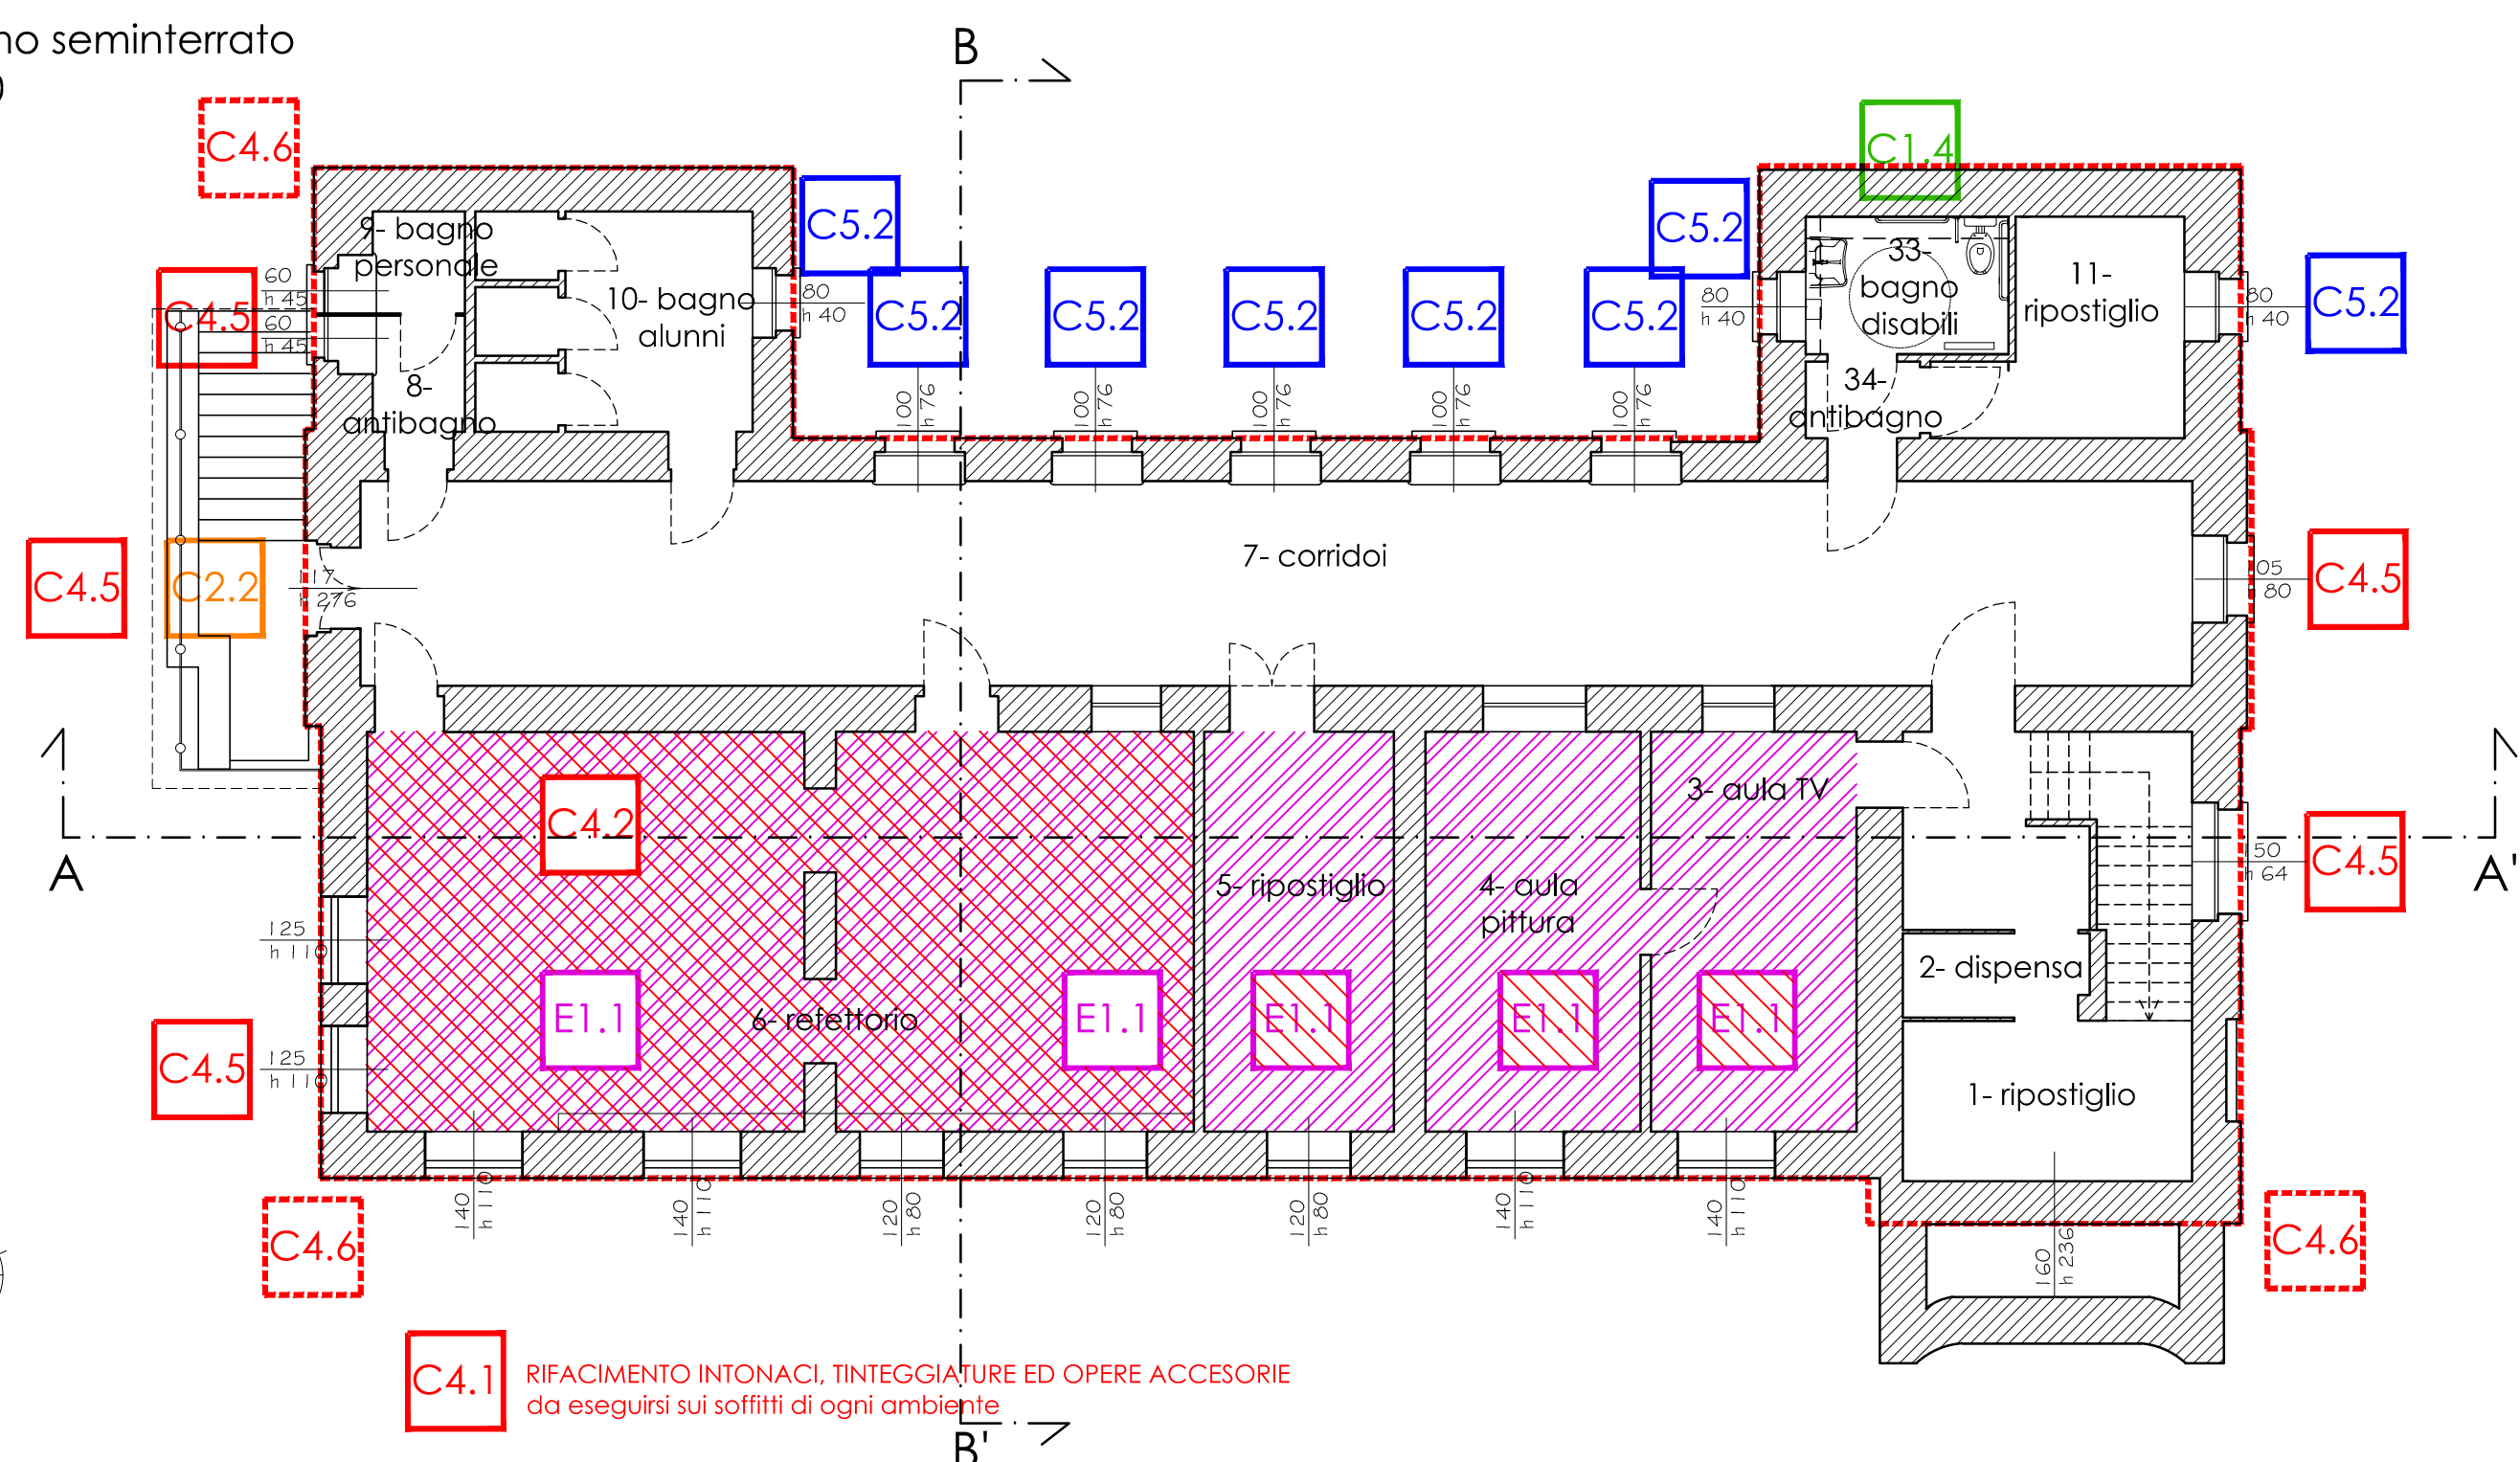 no seminterrato
B
C4.6
C1.4
C5.2
C5.2
9- bagno
personale
10- bagno
alunni
33-
bagno
disabili
11-
ripostiglio
C4.5
60
h 45
60
h 45
80
h 40
C5.2
C5.2
C5.2
C5.2
C5.2
80
h 40
80
h 40
C5.2
8-
antibagno
34-
antibagno
100
h 76
100
h 76
100
h 76
100
h 76
100
h 76
7- corridoi
C4.5
C2.2
117
h 276
05
80
C4.5
C4.2
3- aula TV
A
A'
5- ripostiglio
4- aula
pittura
50
h 64
C4.5
125
h 110
2- dispensa
E1.1
6- refettorio
E1.1
E1.1
E1.1
E1.1
C4.5
125
h 110
1- ripostiglio
140
h 110
140
h 110
120
h 80
120
h 80
120
h 80
140
h 110
140
h 110
160
h 236
C4.6
C4.6
C4.1
RIFACIMENTO INTONACI, TINTEGGIATURE ED OPERE ACCESORIE
da eseguirsi sui soffitti di ogni ambiente
B'